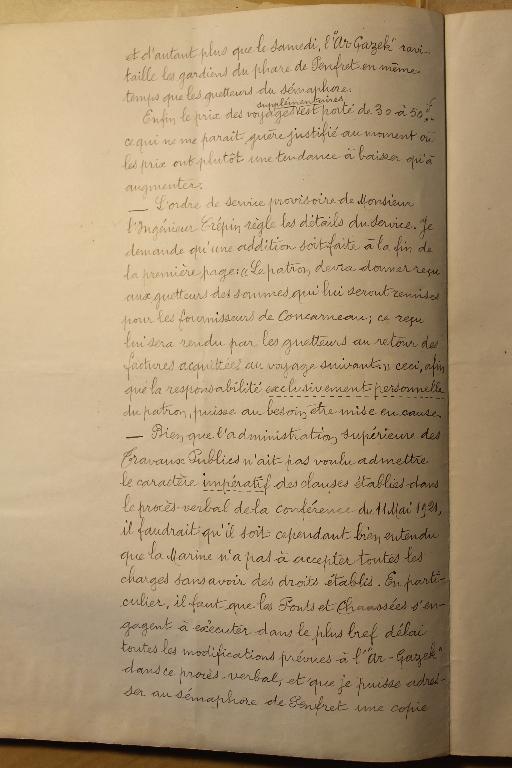 et d'autant plus que le samedi, l'"Ar Gazek" ravi-
taille les gardiens du phare de Penfret en même
temps que les guetteurs du sémaphore.
Enfin le prix des voyages supplémentaires est porté de 30 à 50f.
ce qui ne me paraît guère justifié au moment où
les prix ont plutôt une tendance à baisser qu'à
augmenter.
— L'ordre de service provisoire de Monsieur
l'Ingénieur Crépin règle les détails du service. Je
demande qu'une addition soit faite à la fin de
la première page: « Le patron devra donner reçu
aux guetteurs des sommes qui lui seront remises
pour les fournisseurs de Concarneau; ce reçu
lui sera rendu par les guetteurs au retour des
factures acquittées au voyage suivant » ceci, afin
que la responsabilité exclusivement personnelle
du patron, puisse au besoin, être mise en cause.
— Bien que l'administration supérieure des
Travaux Publics n'ait pas voulu admettre
le caractère impératif des clauses établies dans
le procès-verbal de la conférence du 11 Mai 1921,
il faudrait qu'il soit cependant bien entendu
que la Marine n'a pas à accepter toutes les
charges sans avoir des droits établis. En parti-
culier, il faut que les Ponts et Chaussées s'en-
gagent à exécuter dans le plus bref délai
toutes les modifications prévues à l'"Ar-Gazek"
dans ce procès-verbal, et que je puisse adres-
ser au sémaphore de Penfret une copie